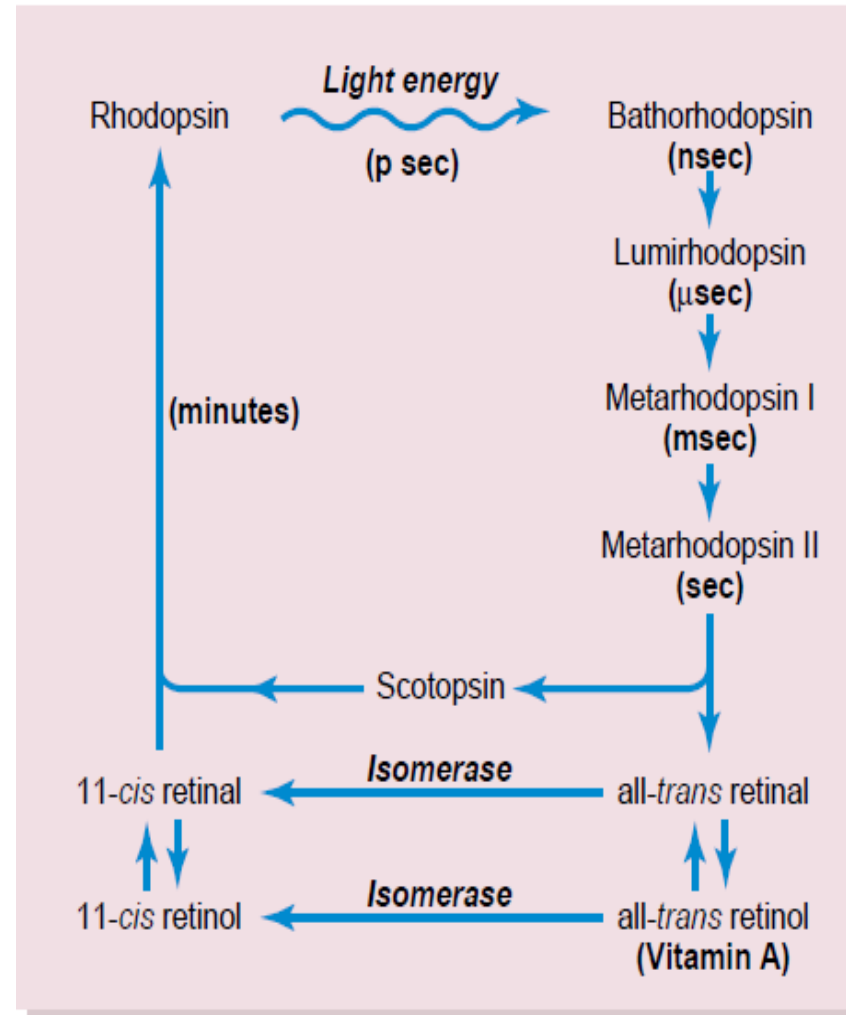 Light energy
Rhodopsin
Bathorhodopsin
(p sec)
(nsec)
Lumirhodopsin
(μsec)
Metarhodopsin I
(minutes)
(msec)
Metarhodopsin II
(sec)
Scotopsin
Isomerase
11-cis retinal
all-trans retinal
Isomerase
11-cis retinol
all-trans retinol
(Vitamin A)